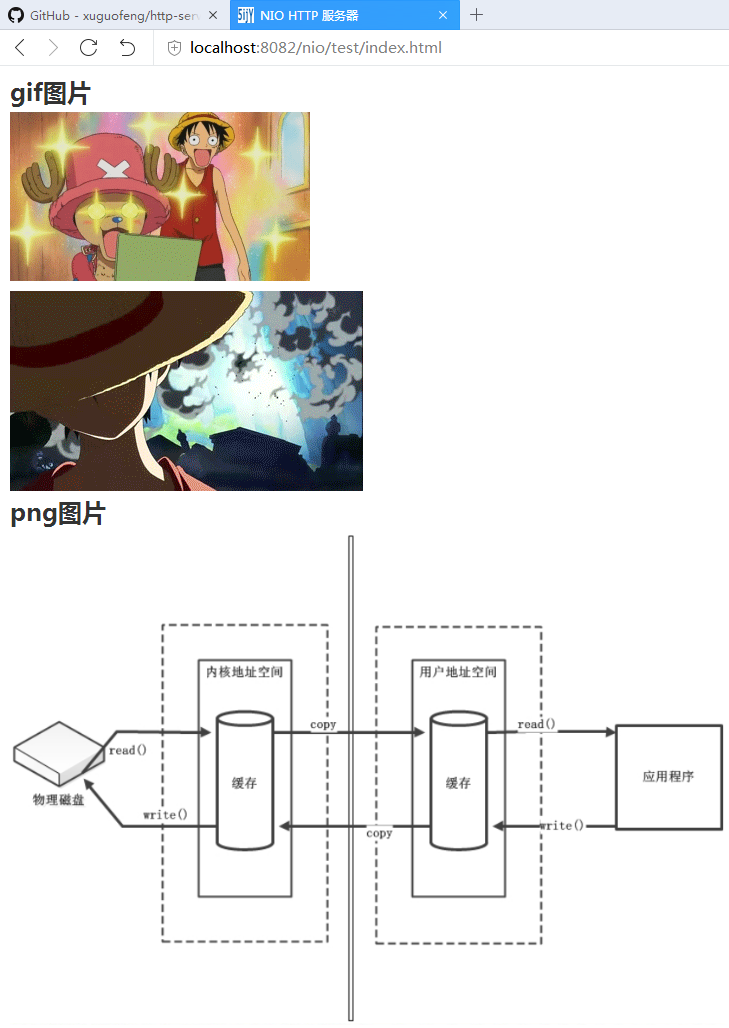 GitHub - xuguofeng/http-serv
NIO HTTP 服务器
localhost:8082/nio/test/index.html
gif图片
png图片
内核地址空间
用户地址空间
copy
read()
read()
缓存
缓存
应用程序
物理磁盘
write()
copy
write()